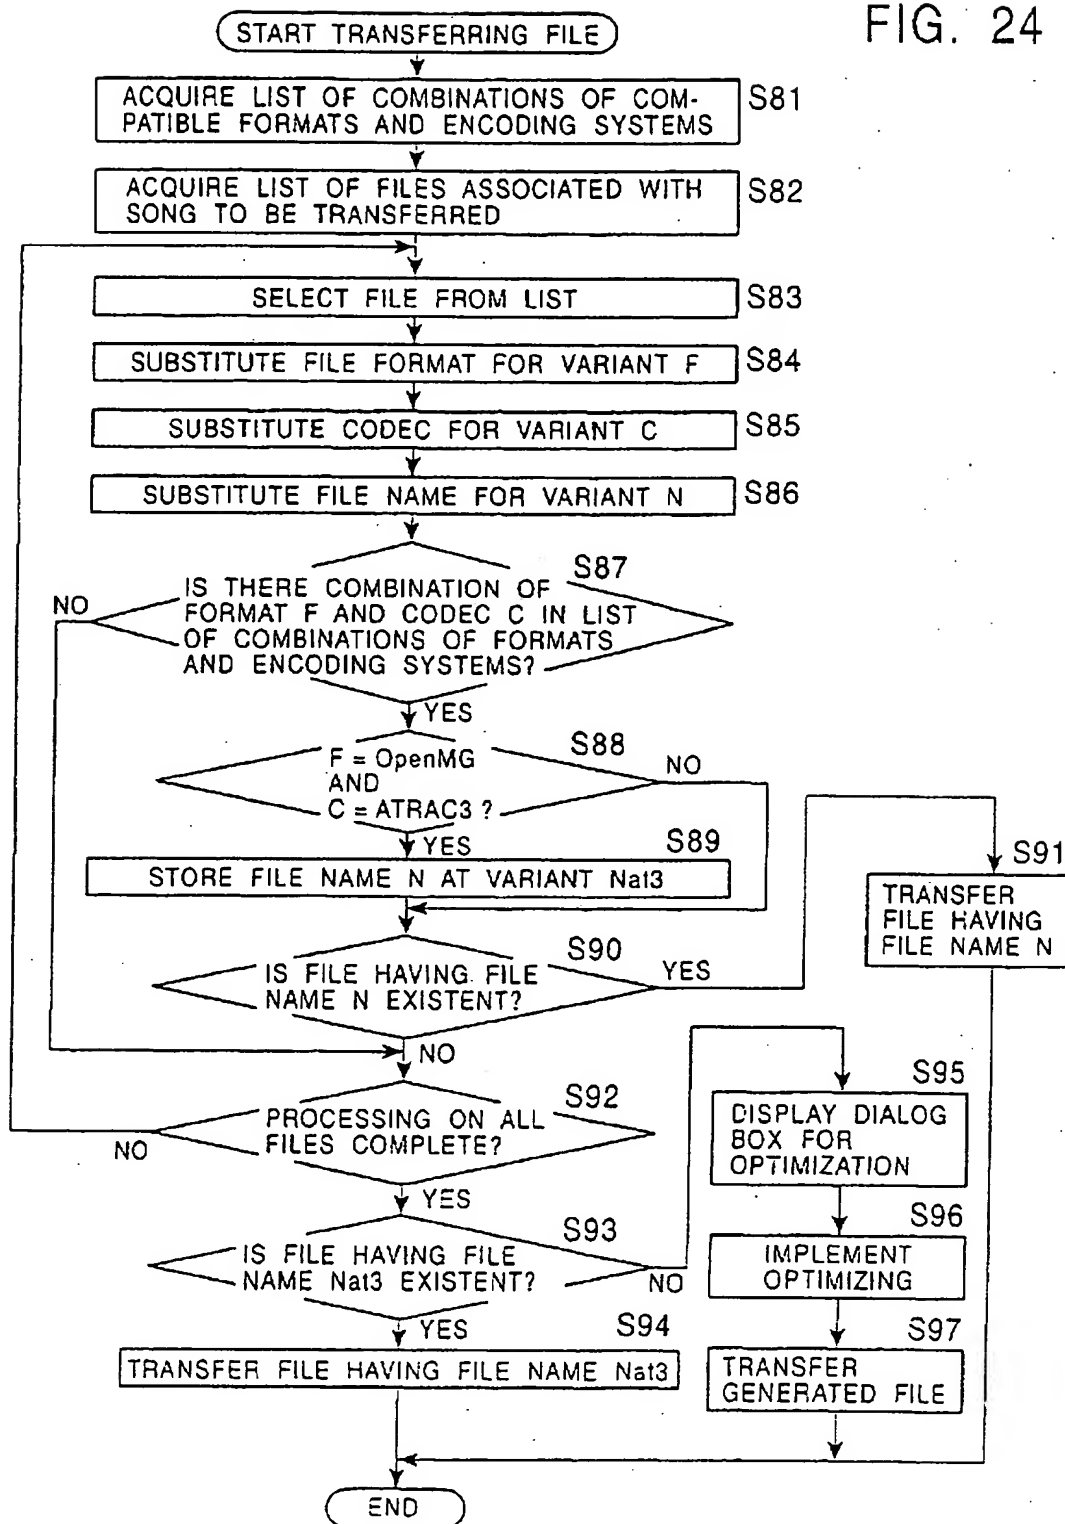 FIG. 24
START TRANSFERRING FILE
ACQUIRE LIST OF COMBINATIONS OF COM-
PATIBLE FORMATS AND ENCODING SYSTEMS
S81
ACQUIRE LIST OF FILES ASSOCIATED WITH
SONG TO BE TRANSFERRED
S82
SELECT FILE FROM LIST
S83
SUBSTITUTE FILE FORMAT FOR VARIANT F
S84
SUBSTITUTE CODEC FOR VARIANT C
S85
SUBSTITUTE FILE NAME FOR VARIANT N
S86
S87
IS THERE COMBINATION OF
FORMAT F AND CODEC C IN LIST
OF COMBINATIONS OF FORMATS
AND ENCODING SYSTEMS?
NO
YES
S88
F = OpenMG
AND
C = ATRAC3 ?
NO
YES
S89
STORE FILE NAME N AT VARIANT Nat3
S90
IS FILE HAVING FILE
NAME N EXISTENT?
YES
NO
S91
TRANSFER
FILE HAVING
FILE NAME N
S92
PROCESSING ON ALL
FILES COMPLETE?
NO
YES
S93
IS FILE HAVING FILE
NAME Nat3 EXISTENT?
NO
YES
S94
TRANSFER FILE HAVING FILE NAME Nat3
S95
DISPLAY DIALOG
BOX FOR
OPTIMIZATION
S96
IMPLEMENT
OPTIMIZING
S97
TRANSFER
GENERATED FILE
END